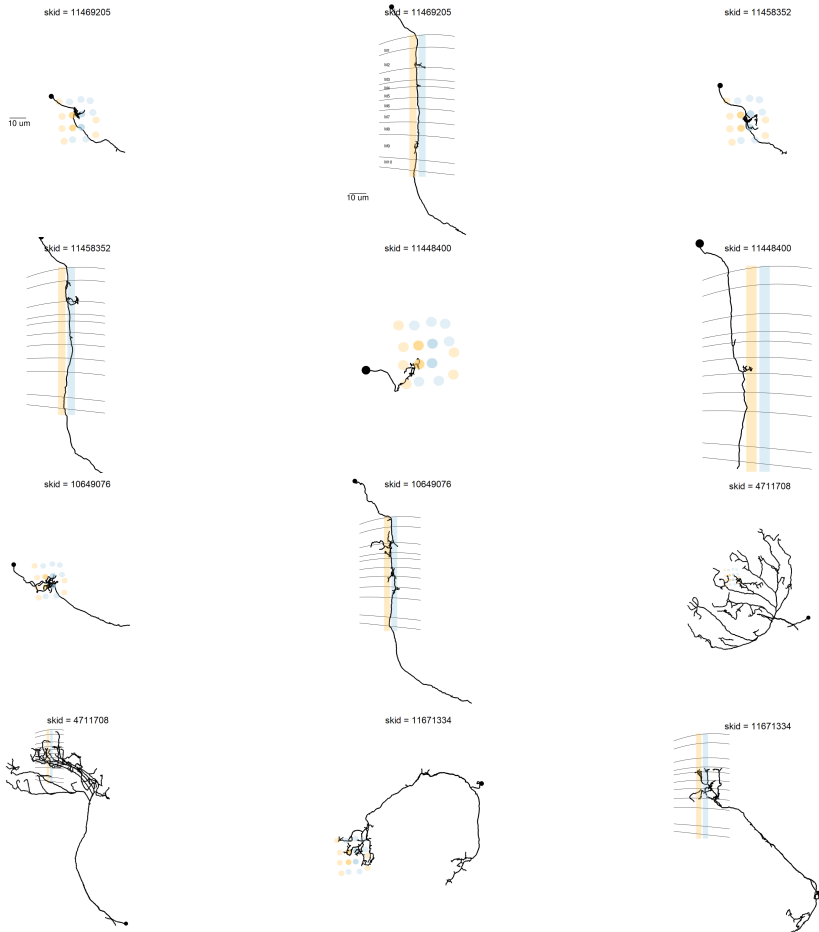 skid = 11469205
skid = 11469205
skid = 11458352
M1
M2
M3
M4
M5
M6
M7
M8
M9
M10
10 um
10 um
skid = 11458352
skid = 11448400
skid = 11448400
skid = 10649076
skid = 10649076
skid = 4711708
skid = 4711708
skid = 11671334
skid = 11671334